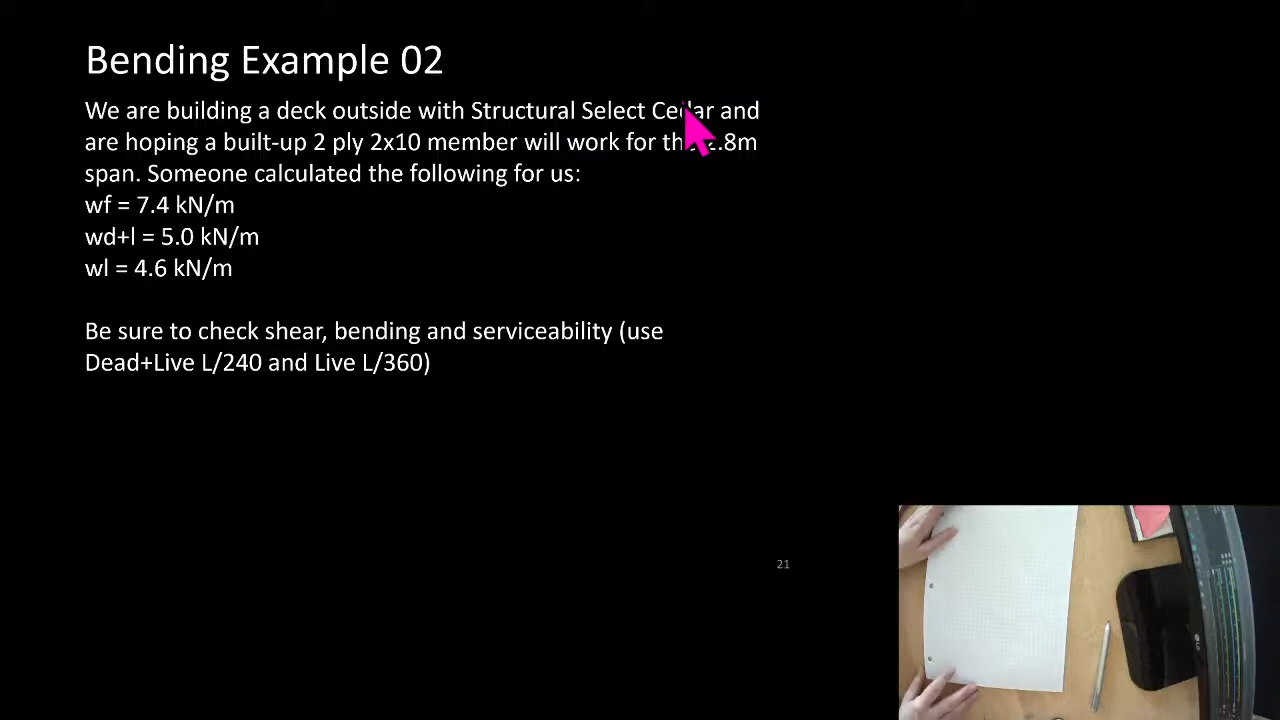 Bending Example 02
We are building a deck outside with Structural Select Cedar and
are hoping a built-up 2 ply 2x10 member will work for the 2.8m
span. Someone calculated the following for us:
wf = 7.4 kN/m
wd+l = 5.0 kN/m
wl = 4.6 kN/m
Be sure to check shear, bending and serviceability (use
Dead+Live L/240 and Live L/360)
21